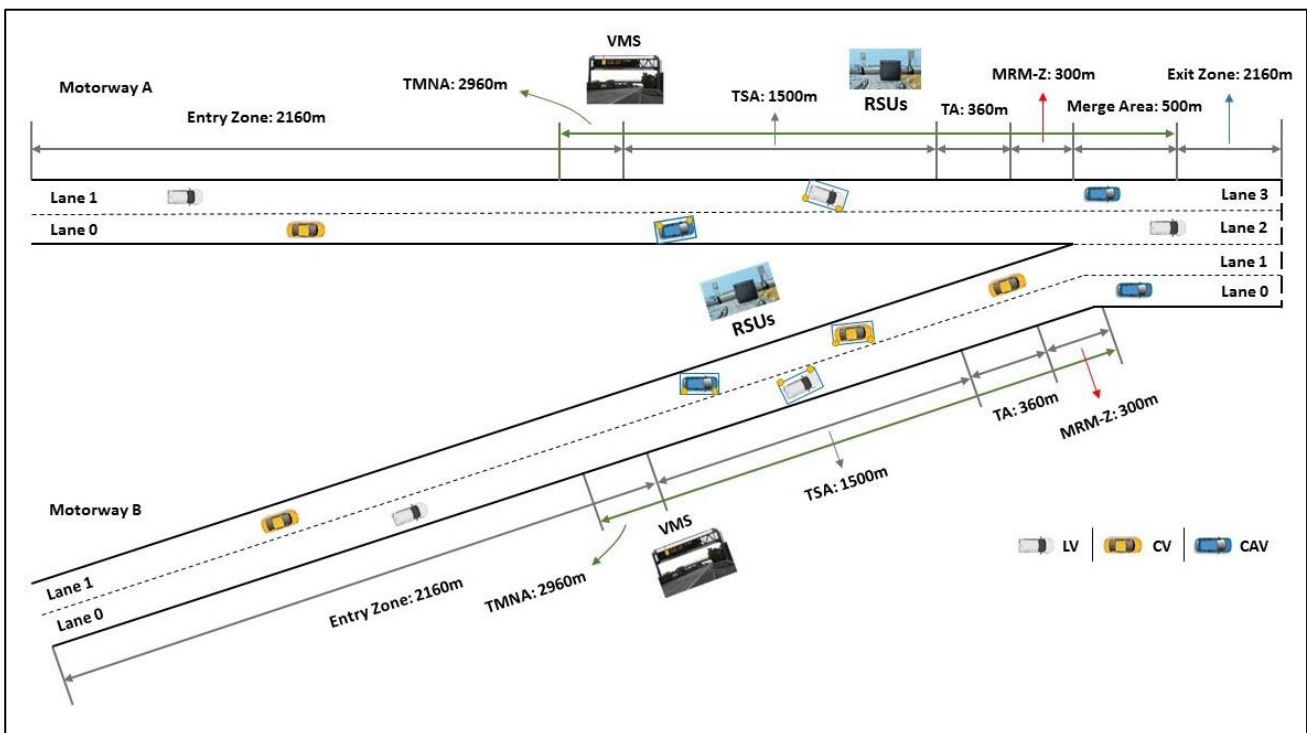 VMS
Motorway A
TMNA: 2960m
TSA: 1500m
RSUs
MRM-Z: 300m
Exit Zone: 2160m
Entry Zone: 2160m
TA: 360m
Merge Area: 500m
Lane 1
Lane 3
Lane 0
Lane 2
Lane 1
Lane 0
RSUs
TA: 360m
MRM-Z: 300m
TSA: 1500m
Motorway B
VMS
LV
CV
CAV
Lane 1
TMNA: 2960m
Lane 0
Entry Zone: 2160m